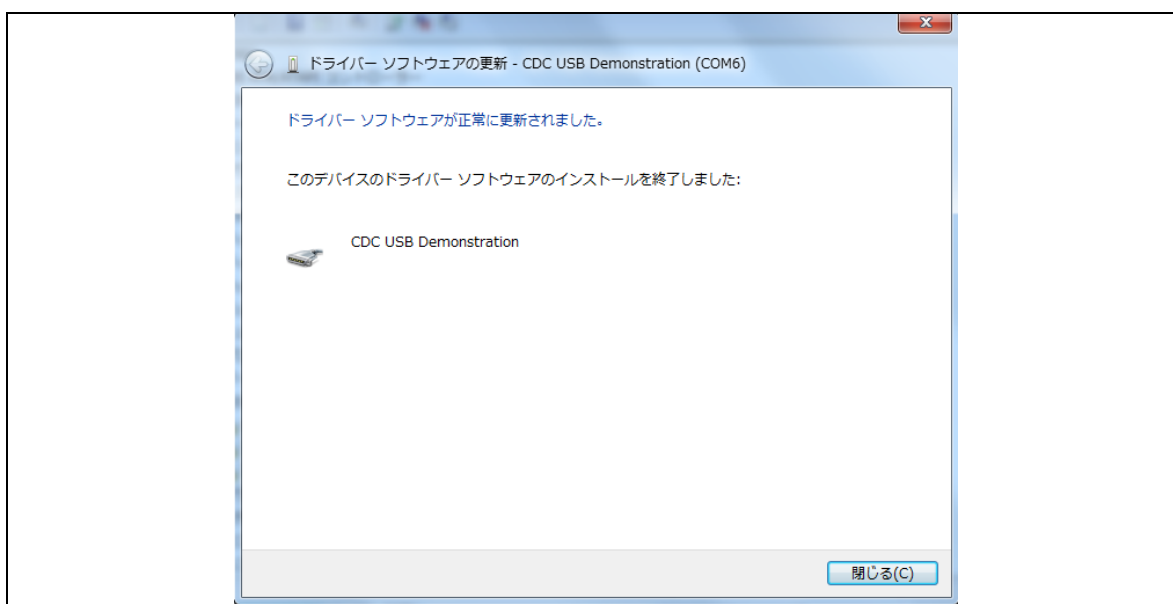 ドライバー ソフトウェアの更新 - CDC USB Demonstration (COM6)
ドライバー ソフトウェアが正常に更新されました。
このデバイスのドライバー ソフトウェアのインストールを終了しました:
CDC USB Demonstration
閉じる(C)